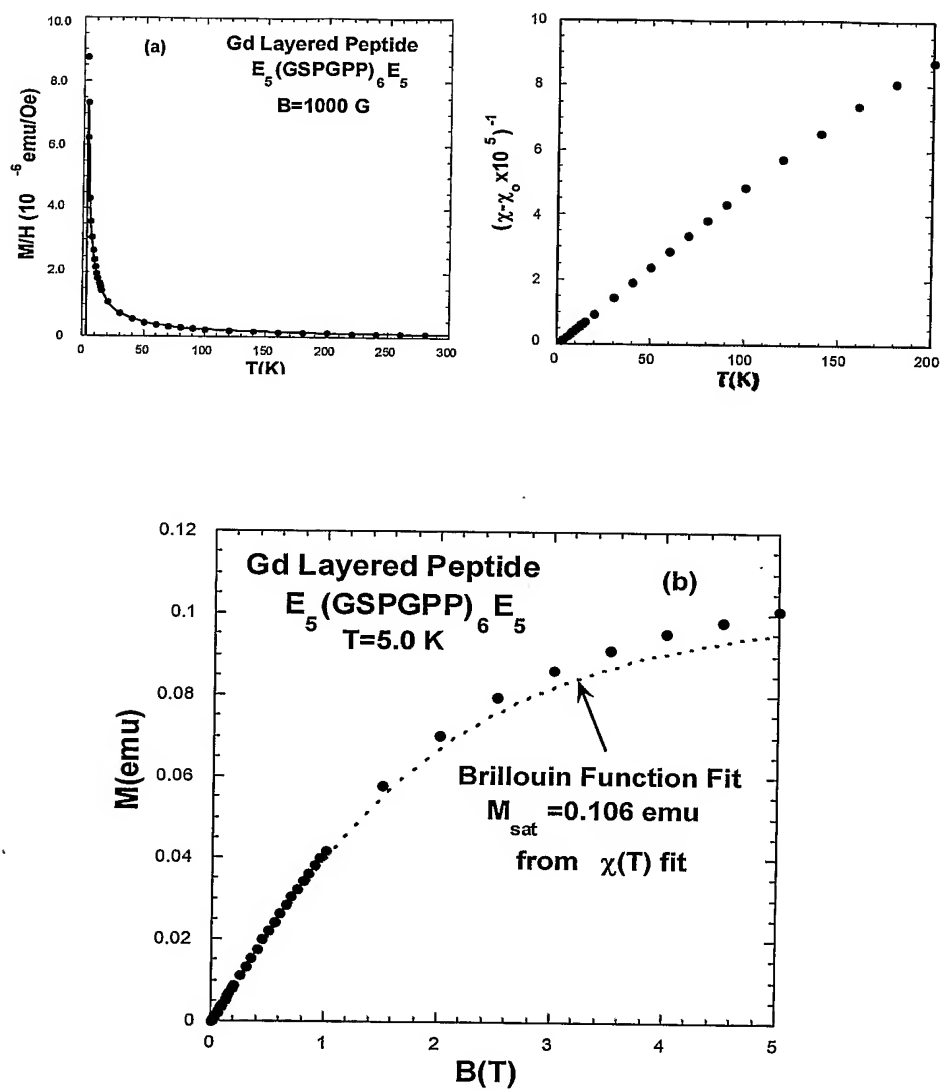 (a)
Gd Layered Peptide
E5(GSPGPP)6E5
B=1000 G
M/H (10 -6 emu/Oe)
10.0
8.0
6.0
4.0
2.0
0
0 50 100 150 200 250 300
T(K)
(χ-χo x10 5)-1
10
8
6
4
2
0
0 50 100 150 200
T(K)
Gd Layered Peptide
E5(GSPGPP)6E5
T=5.0 K
(b)
M(emu)
0.12
0.1
0.08
0.06
0.04
0.02
0
Brillouin Function Fit
Msat =0.106 emu
from χ(T) fit
0 1 2 3 4 5
B(T)